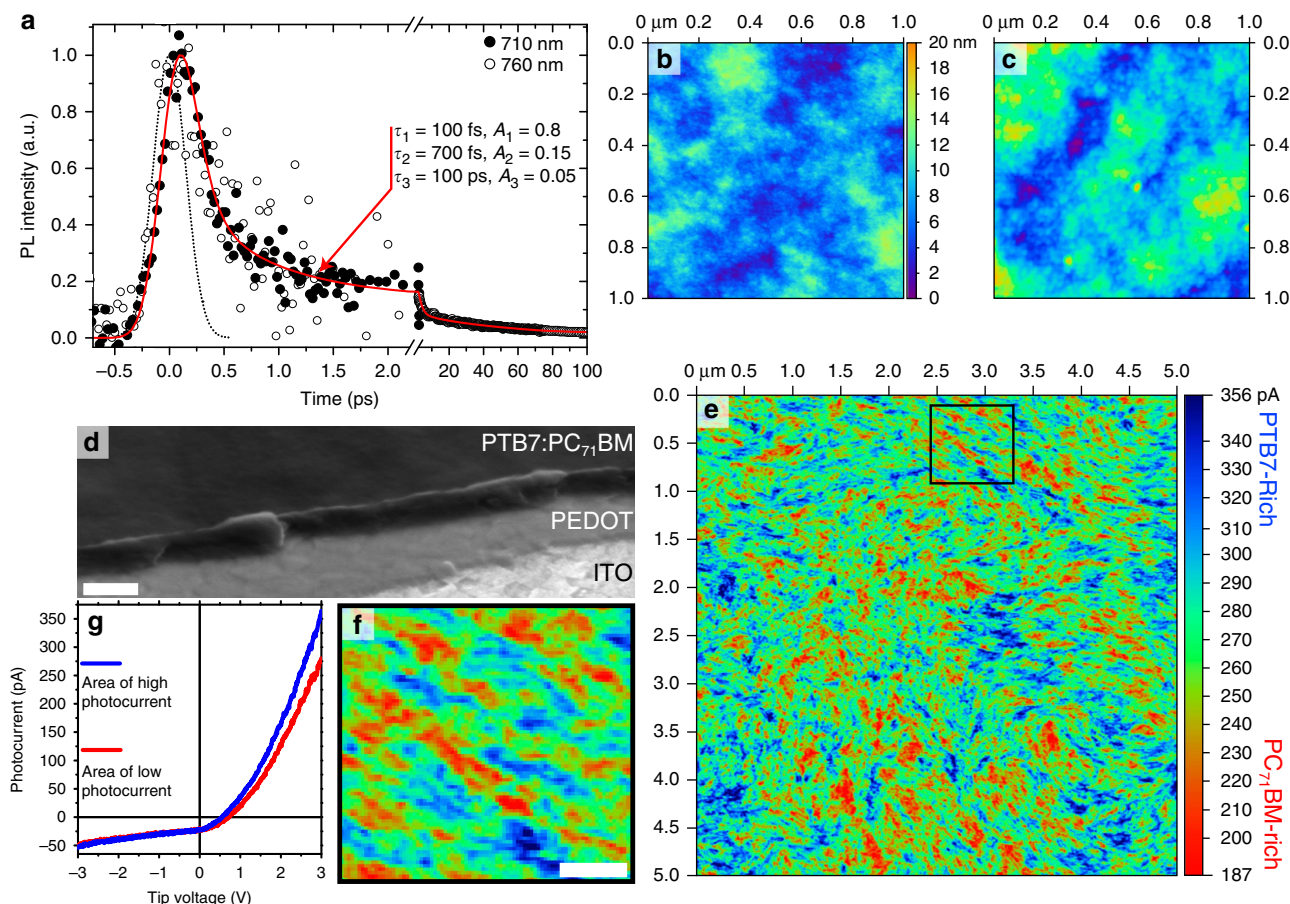 a
PL intensity (a.u.)
1.0
0.8
0.6
0.4
0.2
0.0
−0.5 0.0 0.5 1.0 1.5 2.0 20 40 60 80 100
Time (ps)
710 nm
760 nm
τ1 = 100 fs, A1 = 0.8
τ2 = 700 fs, A2 = 0.15
τ3 = 100 ps, A3 = 0.05
b
0 μm 0.2 0.4 0.6 0.8 1.0
0.0
0.2
0.4
0.6
0.8
1.0
20 nm
18
16
14
12
10
8
6
4
2
0
c
0 μm 0.2 0.4 0.6 0.8 1.0
0.0
0.2
0.4
0.6
0.8
1.0
d
PTB7:PC71BM
PEDOT
ITO
e
0 μm 0.5 1.0 1.5 2.0 2.5 3.0 3.5 4.0 4.5 5.0
0.0
0.5
1.0
1.5
2.0
2.5
3.0
3.5
4.0
4.5
5.0
356 pA
340
330
320
310
300
290
280
270
260
250
240
230
220
210
200
187
PTB7-Rich
PC71BM-rich
f
g
Photocurrent (pA)
350
300
250
200
150
100
50
0
−50
−3 −2 −1 0 1 2 3
Tip voltage (V)
Area of high
photocurrent
Area of low
photocurrent